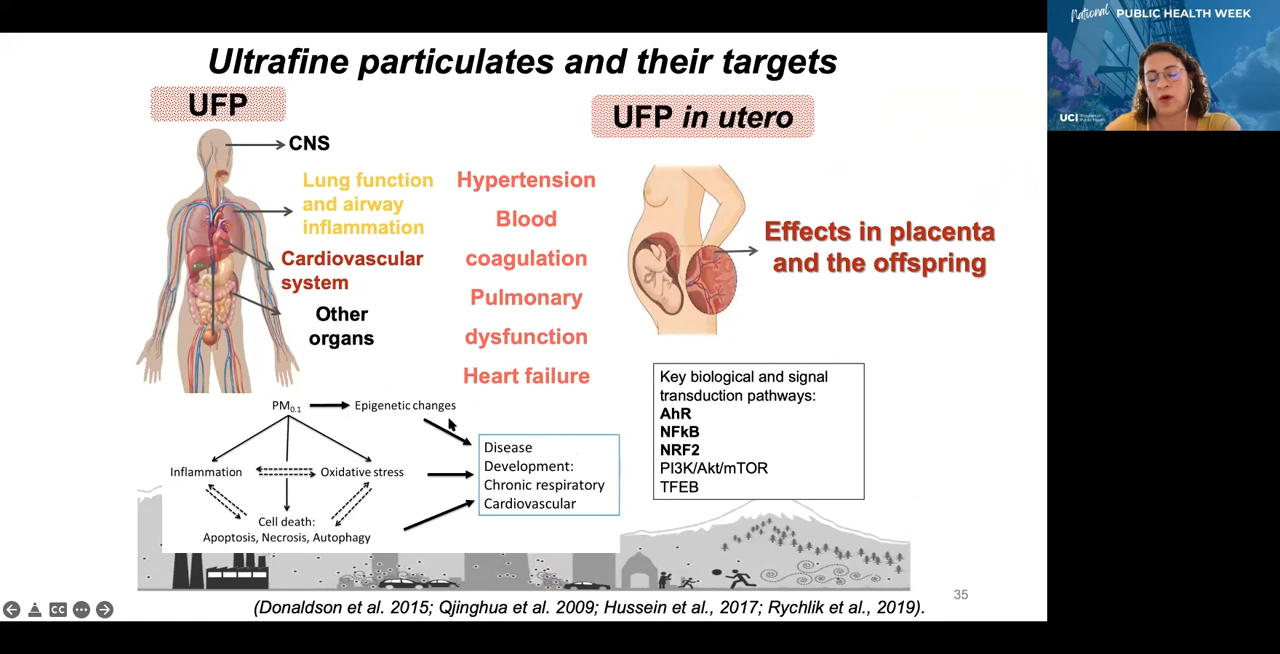 National PUBLIC HEALTH WEEK
UCI
Ultrafine particulates and their targets
UFP
CNS
Lung function
and airway
inflammation
Cardiovascular
system
Other
organs
Hypertension
Blood
coagulation
Pulmonary
dysfunction
Heart failure
UFP in utero
Effects in placenta
and the offspring
PM0.1
Epigenetic changes
Inflammation
Oxidative stress
Cell death:
Apoptosis, Necrosis, Autophagy
Disease
Development:
Chronic respiratory
Cardiovascular
Key biological and signal
transduction pathways:
AhR
NFkB
NRF2
PI3K/Akt/mTOR
TFEB
35
CC
(Donaldson et al. 2015; Qjinghua et al. 2009; Hussein et al., 2017; Rychlik et al., 2019).